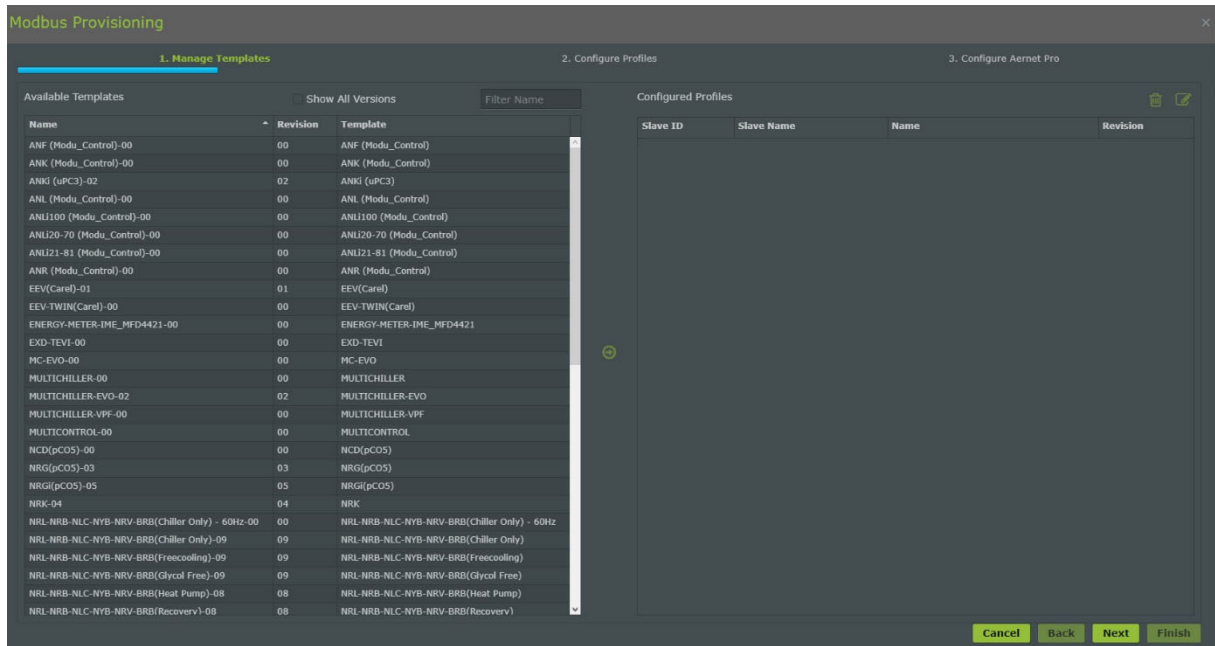 Modbus Provisioning
1. Manage Templates 2. Configure Profiles 3. Configure Aernet Pro
Available Templates Show All Versions Filter Name Configured Profiles
Name Revision Template Slave ID Slave Name Name Revision
ANF (Modu_Control)-00 00 ANF (Modu_Control)
ANK (Modu_Control)-00 00 ANK (Modu_Control)
ANKi (uPC3)-02 02 ANKi (uPC3)
ANL (Modu_Control)-00 00 ANL (Modu_Control)
ANLi100 (Modu_Control)-00 00 ANLi100 (Modu_Control)
ANLi20-70 (Modu_Control)-00 00 ANLi20-70 (Modu_Control)
ANLi21-81 (Modu_Control)-00 00 ANLi21-81 (Modu_Control)
ANR (Modu_Control)-00 00 ANR (Modu_Control)
EEV(Carel)-01 01 EEV(Carel)
EEV-TWIN(Carel)-00 00 EEV-TWIN(Carel)
ENERGY-METER-IME_MFD4421-00 00 ENERGY-METER-IME_MFD4421
EXD-TEVI-00 00 EXD-TEVI
MC-EVO-00 00 MC-EVO
MULTICHILLER-00 00 MULTICHILLER
MULTICHILLER-EVO-02 02 MULTICHILLER-EVO
MULTICHILLER-VPF-00 00 MULTICHILLER-VPF
MULTICONTROL-00 00 MULTICONTROL
NCD(pCO5)-00 00 NCD(pCO5)
NRG(pCO5)-03 03 NRG(pCO5)
NRGi(pCO5)-05 05 NRGi(pCO5)
NRK-04 04 NRK
NRL-NRB-NLC-NYB-NRV-BRB(Chiller Only) - 60Hz-00 00 NRL-NRB-NLC-NYB-NRV-BRB(Chiller Only) - 60Hz
NRL-NRB-NLC-NYB-NRV-BRB(Chiller Only)-09 09 NRL-NRB-NLC-NYB-NRV-BRB(Chiller Only)
NRL-NRB-NLC-NYB-NRV-BRB(Freecooling)-09 09 NRL-NRB-NLC-NYB-NRV-BRB(Freecooling)
NRL-NRB-NLC-NYB-NRV-BRB(Glycol Free)-09 09 NRL-NRB-NLC-NYB-NRV-BRB(Glycol Free)
NRL-NRB-NLC-NYB-NRV-BRB(Heat Pump)-08 08 NRL-NRB-NLC-NYB-NRV-BRB(Heat Pump)
NRL-NRB-NLC-NYB-NRV-BRB(Recovery)-08 08 NRL-NRB-NLC-NYB-NRV-BRB(Recovery)
Cancel Back Next Finish